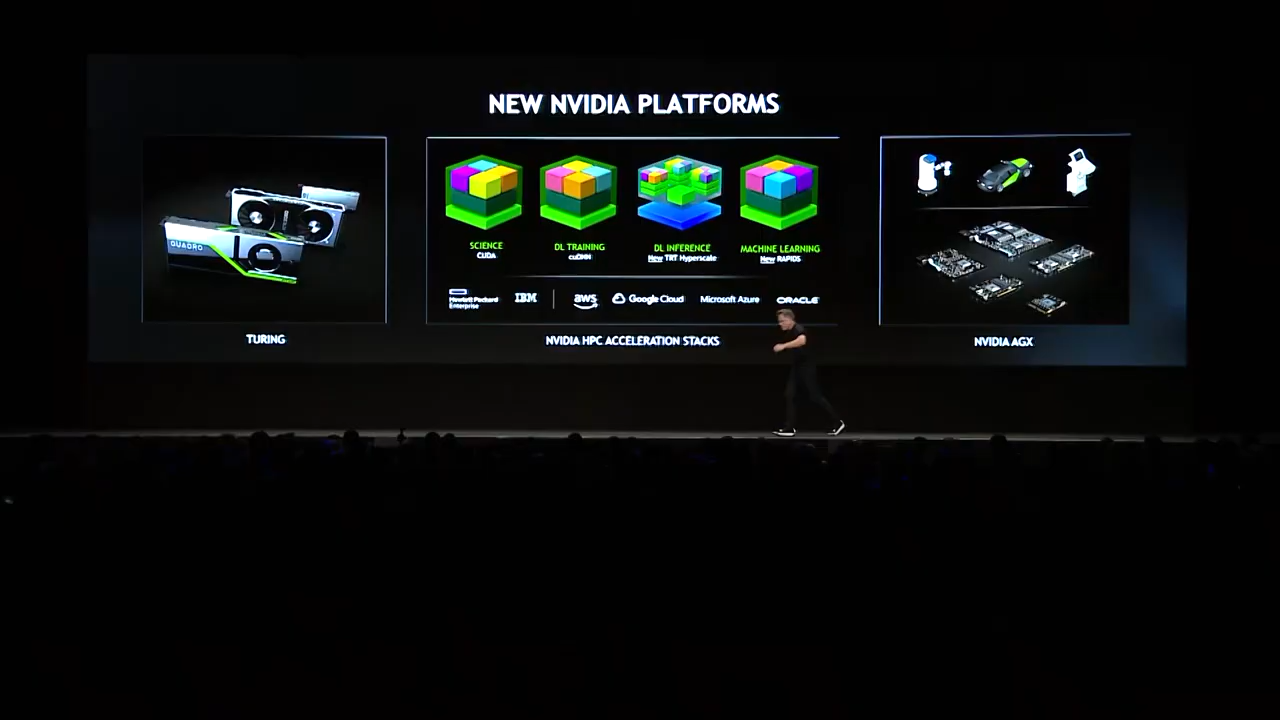 NEW NVIDIA PLATFORMS
QUADRO
TURING
SCIENCE
CUDA
DL TRAINING
cuDNN
DL INFERENCE
New TRT Hyperscale
MACHINE LEARNING
New RAPIDS
Hewlett Packard
Enterprise
IBM
aws
Google Cloud
Microsoft Azure
ORACLE
NVIDIA HPC ACCELERATION STACKS
NVIDIA AGX